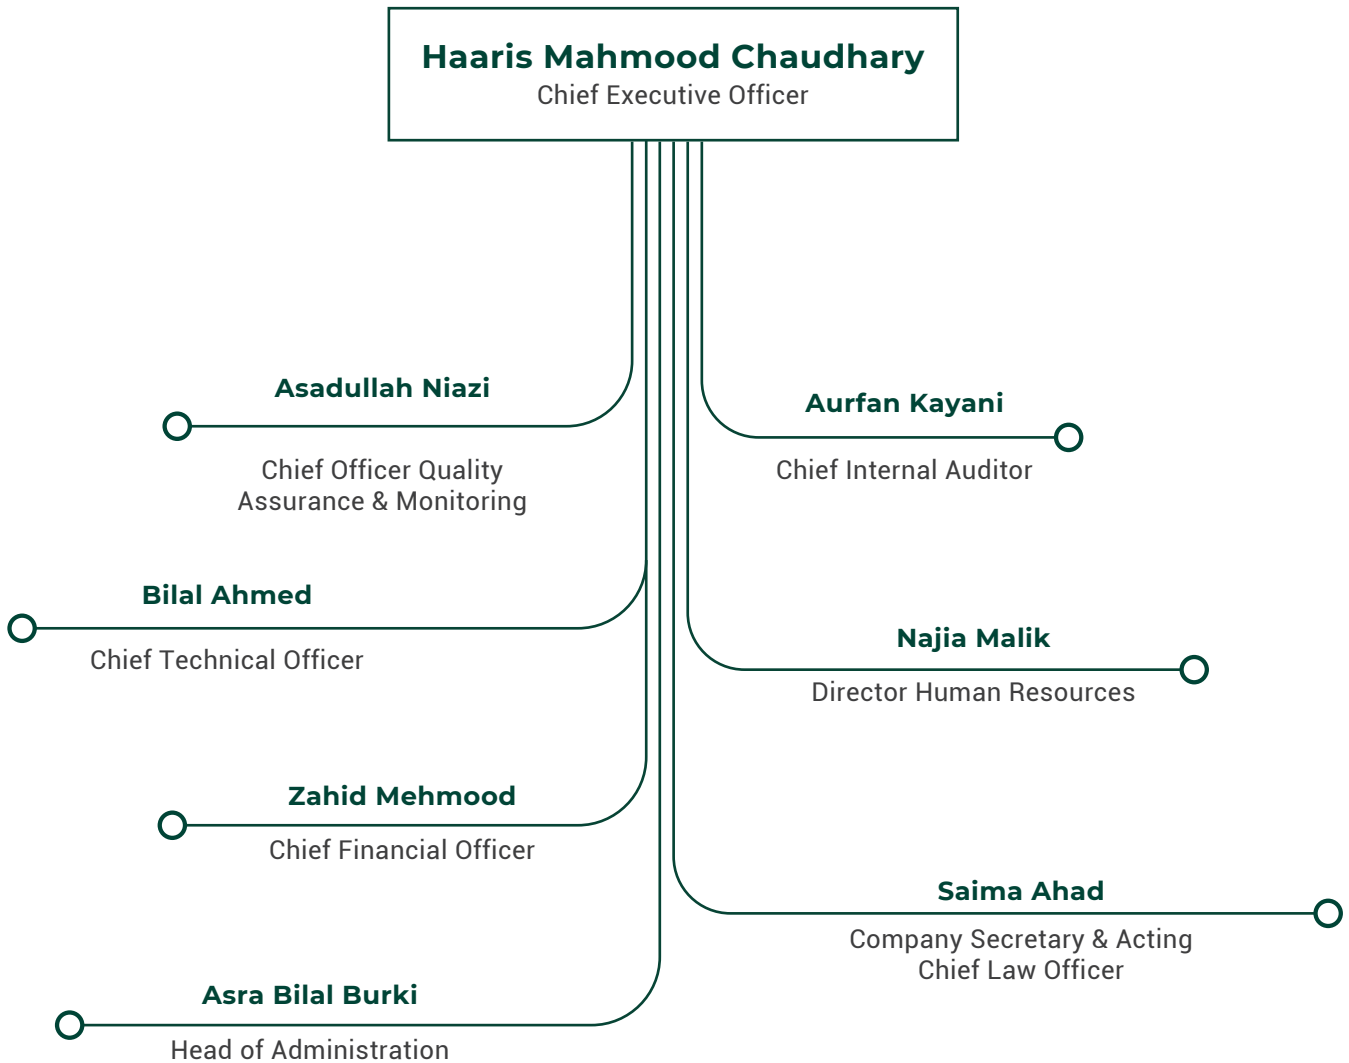 Haaris Mahmood Chaudhary
Chief Executive Officer
Asadullah Niazi
Chief Officer Quality
Assurance & Monitoring
Aurfan Kayani
Chief Internal Auditor
Bilal Ahmed
Chief Technical Officer
Najia Malik
Director Human Resources
Zahid Mehmood
Chief Financial Officer
Saima Ahad
Company Secretary & Acting
Chief Law Officer
Asra Bilal Burki
Head of Administration